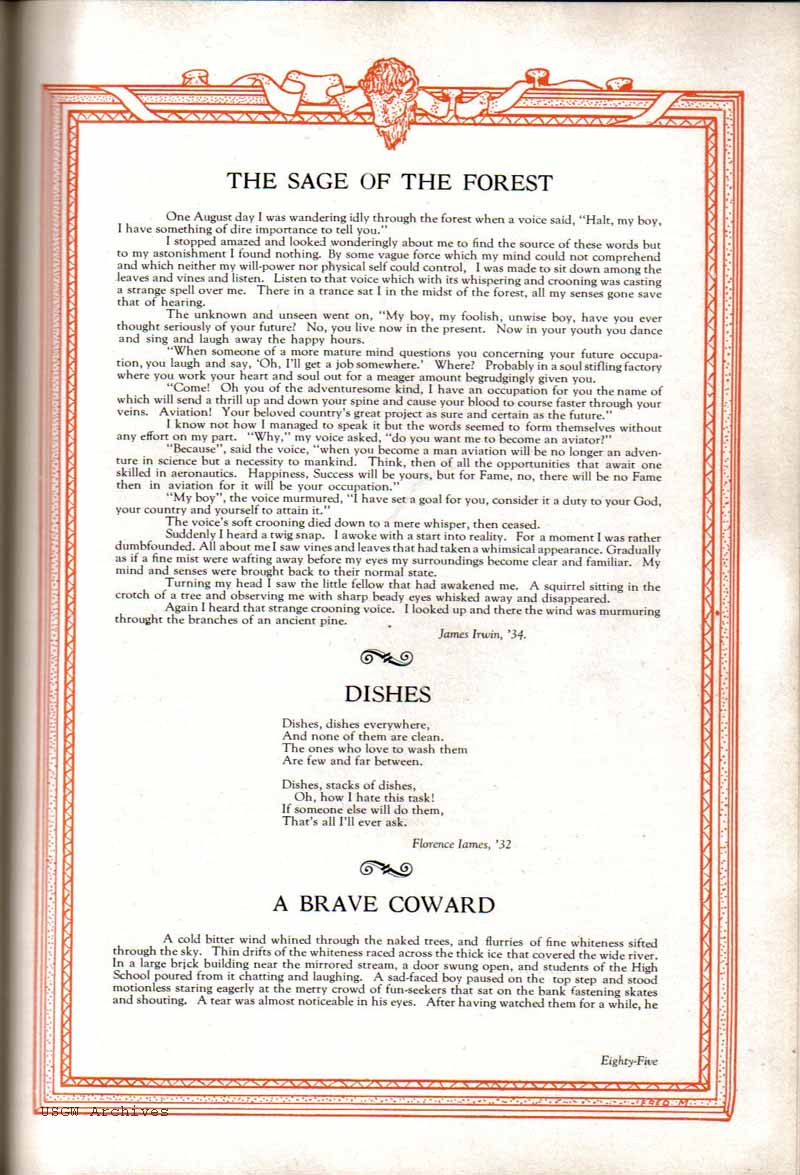 THE SAGE OF THE FOREST
One August day I was wandering idly through the forest when a voice said, "Halt, my boy,
I have something of dire importance to tell you."
I stopped amazed and looked wonderingly about me to find the source of these words but
to my astonishment I found nothing. By some vague force which my mind could not comprehend
and which neither my will-power nor physical self could control, I was made to sit down among the
leaves and vines and listen. Listen to that voice which with its whispering and crooning was casting
a strange spell over me. There in a trance sat I in the midst of the forest, all my senses gone save
that of hearing.
The unknown and unseen went on, "My boy, my foolish, unwise boy, have you ever
thought seriously of your future? No, you live now in the present. Now in your youth you dance
and sing and laugh away the happy hours.
"When someone of a more mature mind questions you concerning your future occupa-
tion, you laugh and say, 'Oh, I'll get a job somewhere.' Where? Probably in a soul stifling factory
where you work your heart and soul out for a meager amount begrudgingly given you.
"Come! Oh you of the adventuresome kind, I have an occupation for you the name of
which will send a thrill up and down your spine and cause your blood to course faster through your
veins. Aviation! Your beloved country's great project as sure and certain as the future."
I know not how I managed to speak it but the words seemed to form themselves without
any effort on my part. "Why," my voice asked, "do you want me to become an aviator?"
"Because", said the voice, "when you become a man aviation will be no longer an adven-
ture in science but a necessity to mankind. Think, then of all the opportunities that await one
skilled in aeronautics. Happiness, Success will be yours, but for Fame, no, there will be no Fame
then in aviation for it will be your occupation."
"My boy", the voice murmured, "I have set a goal for you, consider it a duty to your God,
your country and yourself to attain it."
The voice's soft crooning died down to a mere whisper, then ceased.
Suddenly I heard a twig snap. I awoke with a start into reality. For a moment I was rather
dumbfounded. All about me I saw vines and leaves that had taken a whimsical appearance. Gradually
as if a fine mist were wafting away before my eyes my surroundings become clear and familiar. My
mind and senses were brought back to their normal state.
Turning my head I saw the little fellow that had awakened me. A squirrel sitting in the
crotch of a tree and observing me with sharp beady eyes whisked away and disappeared.
Again I heard that strange crooning voice. I looked up and there the wind was murmuring
throught the branches of an ancient pine.
James Irwin, '34.
DISHES
Dishes, dishes everywhere,
And none of them are clean.
The ones who love to wash them
Are few and far between.
Dishes, stacks of dishes,
Oh, how I hate this task!
If someone else will do them,
That's all I'll ever ask.
Florence Iames, '32
A BRAVE COWARD
A cold bitter wind whined through the naked trees, and flurries of fine whiteness sifted
through the sky. Thin drifts of the whiteness raced across the thick ice that covered the wide river.
In a large brick building near the mirrored stream, a door swung open, and students of the High
School poured from it chatting and laughing. A sad-faced boy paused on the top step and stood
motionless staring eagerly at the merry crowd of fun-seekers that sat on the bank fastening skates
and shouting. A tear was almost noticeable in his eyes. After having watched them for a while, he
Eighty-Five
FRED M
USGW Archives